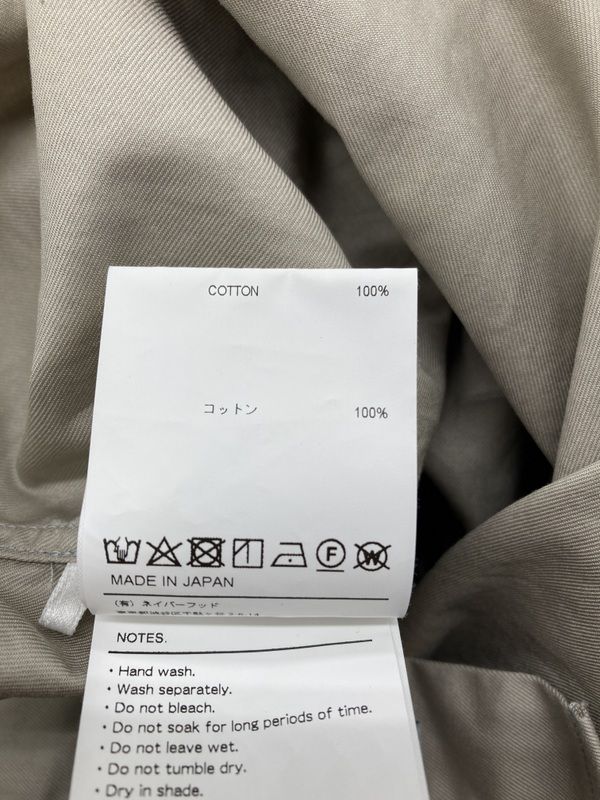 COTTON 100%
コットン 100%
F W
MADE IN JAPAN
(有) ネイバーフッド
NOTES.
・Hand wash.
・Wash separately.
・Do not bleach.
・Do not soak for long periods of time.
・Do not leave wet.
・Do not tumble dry.
・Dry in shade.